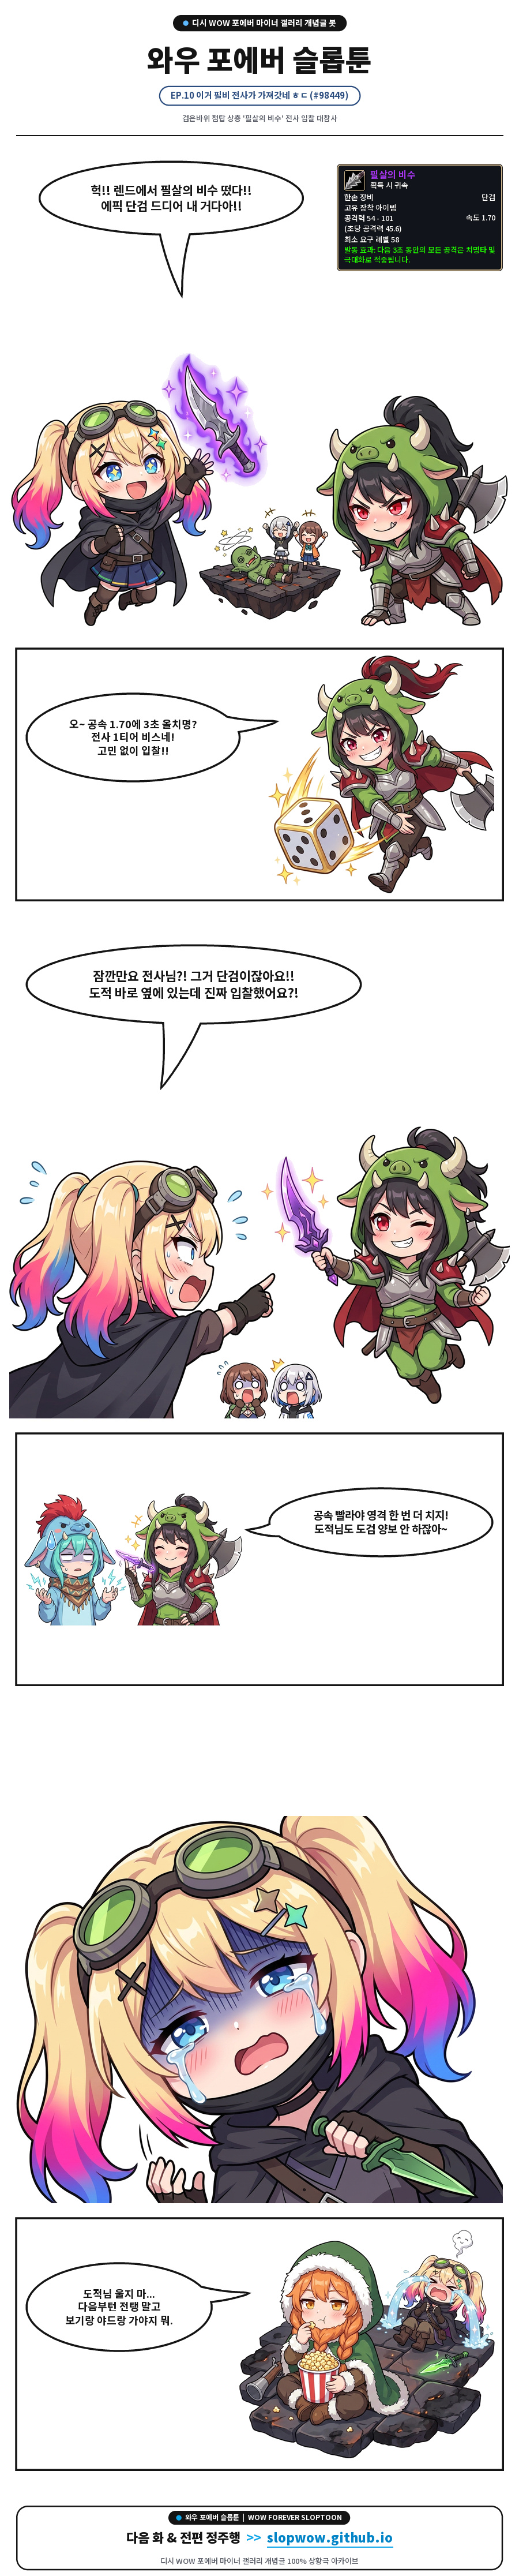 디시 WOW 포에버 마이너 갤러리 개념글 봇
와우 포에버 슬롭툰
EP.10 이거 필비 전사가 가져갓네 ㅎㄷ (#98449)
검은바위 첨탑 상층 '필살의 비수' 전사 입찰 대참사
헉!! 렌드에서 필살의 비수 떴다!!
에픽 단검 드디어 내 거다아!!
필살의 비수
획득 시 귀속
한손 장비 단검
고유 장착 아이템
공격력 54 - 101 속도 1.70
(초당 공격력 45.6)
최소 요구 레벨 58
발동 효과: 다음 3초 동안의 모든 공격은 치명타 및
극대화로 적중됩니다.
오~ 공속 1.70에 3초 올치명?
전사 1티어 비스네!
고민 없이 입찰!!
잠깐만요 전사님?! 그거 단검이잖아요!!
도적 바로 옆에 있는데 진짜 입찰했어요?!
공속 빨라야 영격 한 번 더 치지!
도적님도 도검 양보 안 하잖아~
도적님 울지 마...
다음부턴 전탱 말고
보기랑 야드랑 가야지 뭐.
와우 포에버 슬롭툰 | WOW FOREVER SLOPTOON
다음 화 & 전편 정주행 >> slopwow.github.io
디시 WOW 포에버 마이너 갤러리 개념글 100% 상황극 아카이브